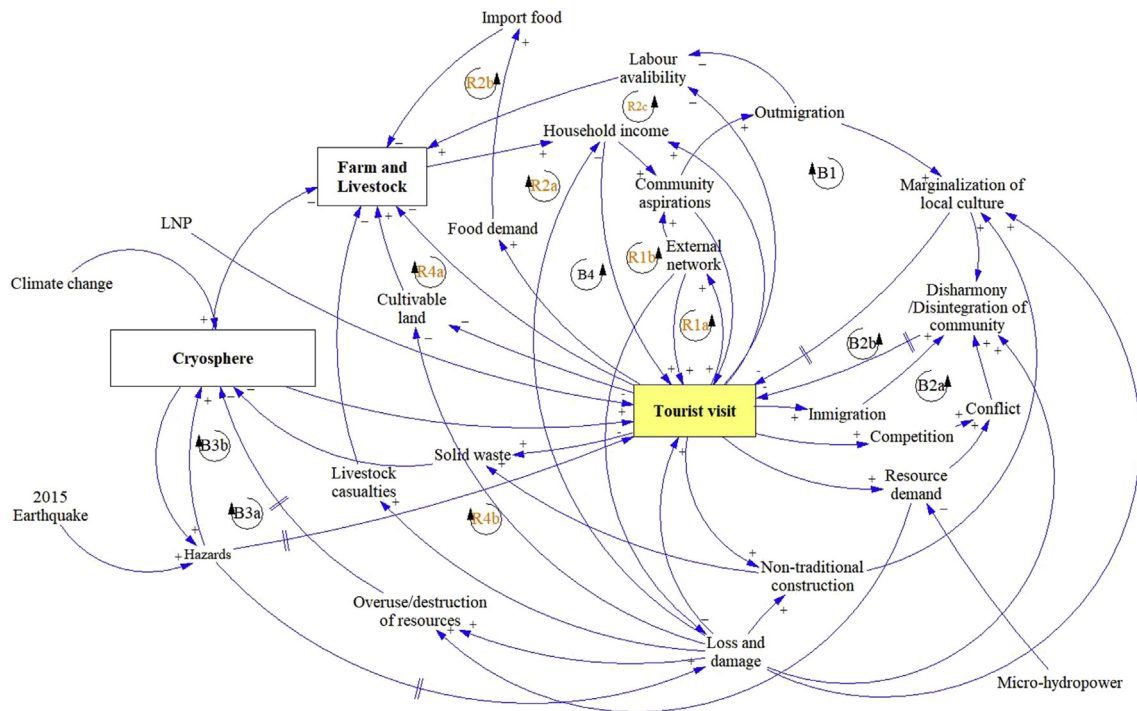 Import food
Labour
avalibility
R2b
R2c
Outmigration
Household income
Farm and
Livestock
R2a
B1
Community
aspirations
Marginalization of
local culture
LNP
Food demand
External
network
R1b
B4
R4a
Climate change
Cultivable
land
R1a
Disharmony
/Disintegration of
community
Cryosphere
B2b
B2a
Tourist visit
Inmigration
Conflict
Competition
B3b
Solid waste
Livestock
casualties
Resource
demand
2015
Earthquake
B3a
R4b
Hazards
Non-traditional
construction
Overuse/destruction
of resources
Loss and
damage
Micro-hydropower